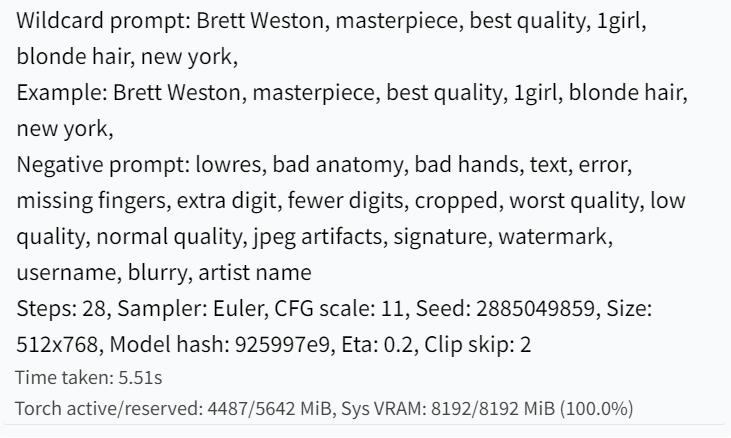 Wildcard prompt: Brett Weston, masterpiece, best quality, 1girl,
blonde hair, new york,
Example: Brett Weston, masterpiece, best quality, 1girl, blonde hair,
new york,
Negative prompt: lowres, bad anatomy, bad hands, text, error,
missing fingers, extra digit, fewer digits, cropped, worst quality, low
quality, normal quality, jpeg artifacts, signature, watermark,
username, blurry, artist name
Steps: 28, Sampler: Euler, CFG scale: 11, Seed: 2885049859, Size:
512x768, Model hash: 925997e9, Eta: 0.2, Clip skip: 2
Time taken: 5.51s
Torch active/reserved: 4487/5642 MiB, Sys VRAM: 8192/8192 MiB (100.0%)